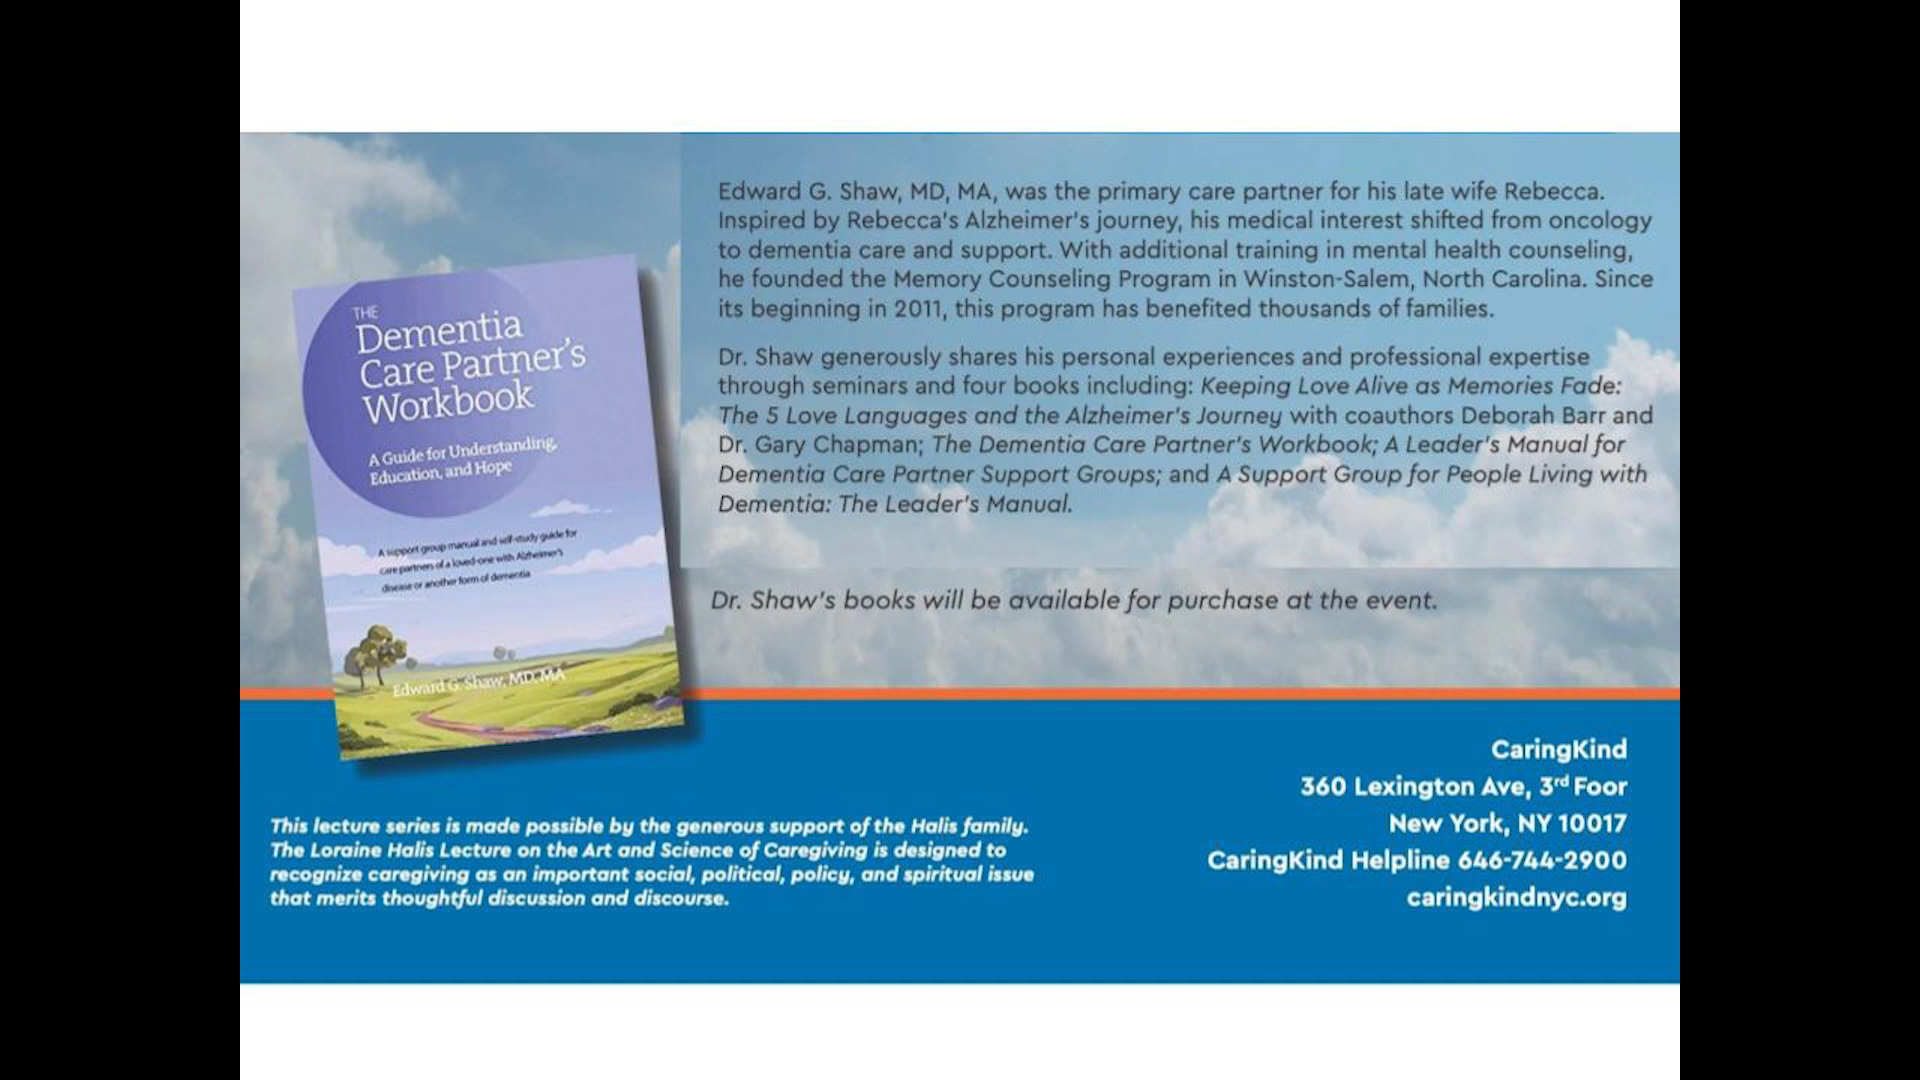 THE
Dementia
Care Partner's
Workbook
A Guide for Understanding,
Education, and Hope
A support group manual and self-study guide for
care partners of a loved-one with Alzheimer's
disease or another form of dementia
Edward G. Shaw, MD, MA
Edward G. Shaw, MD, MA, was the primary care partner for his late wife Rebecca.
Inspired by Rebecca's Alzheimer's journey, his medical interest shifted from oncology
to dementia care and support. With additional training in mental health counseling,
he founded the Memory Counseling Program in Winston-Salem, North Carolina. Since
its beginning in 2011, this program has benefited thousands of families.
Dr. Shaw generously shares his personal experiences and professional expertise
through seminars and four books including: Keeping Love Alive as Memories Fade:
The 5 Love Languages and the Alzheimer's Journey with coauthors Deborah Barr and
Dr. Gary Chapman; The Dementia Care Partner's Workbook; A Leader's Manual for
Dementia Care Partner Support Groups; and A Support Group for People Living with
Dementia: The Leader's Manual.
Dr. Shaw's books will be available for purchase at the event.
This lecture series is made possible by the generous support of the Halis family.
The Loraine Halis Lecture on the Art and Science of Caregiving is designed to
recognize caregiving as an important social, political, policy, and spiritual issue
that merits thoughtful discussion and discourse.
CaringKind
360 Lexington Ave, 3rd Foor
New York, NY 10017
CaringKind Helpline 646-744-2900
caringkindnyc.org